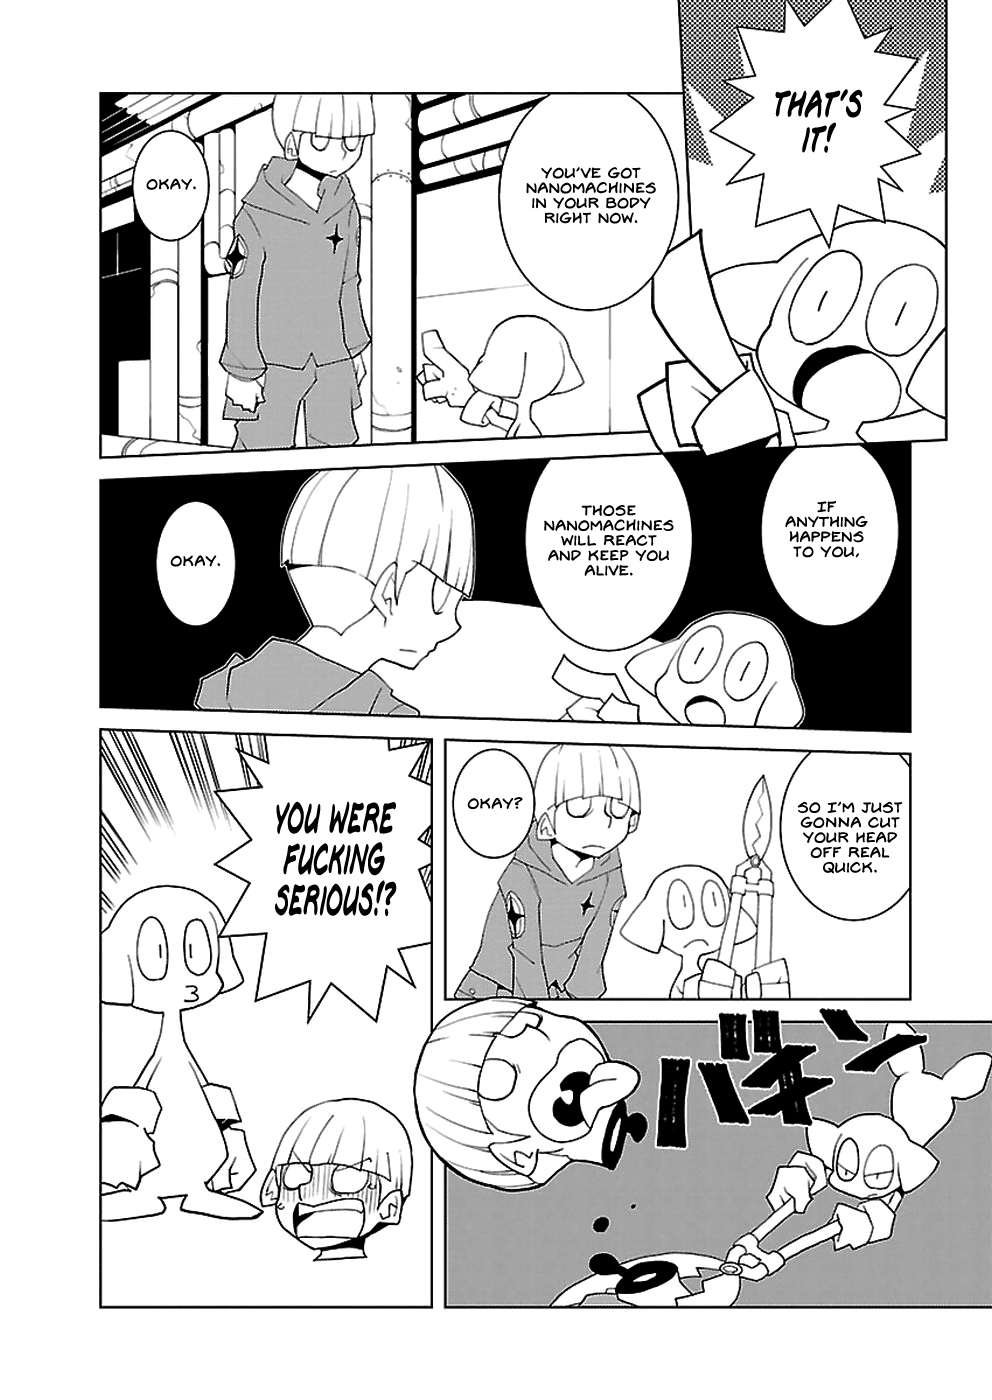 THAT'S
IT!
YOU'VE GOT
NANOMACHINES
IN YOUR BODY
RIGHT NOW.
OKAY.
IF
ANYTHING
HAPPENS
TO YOU,
THOSE
NANOMACHINES
WILL REACT
AND KEEP YOU
ALIVE.
OKAY.
SO I'M JUST
GONNA CUT
YOUR HEAD
OFF REAL
QUICK.
OKAY?
バキン
YOU WERE
FUCKING
SERIOUS!?